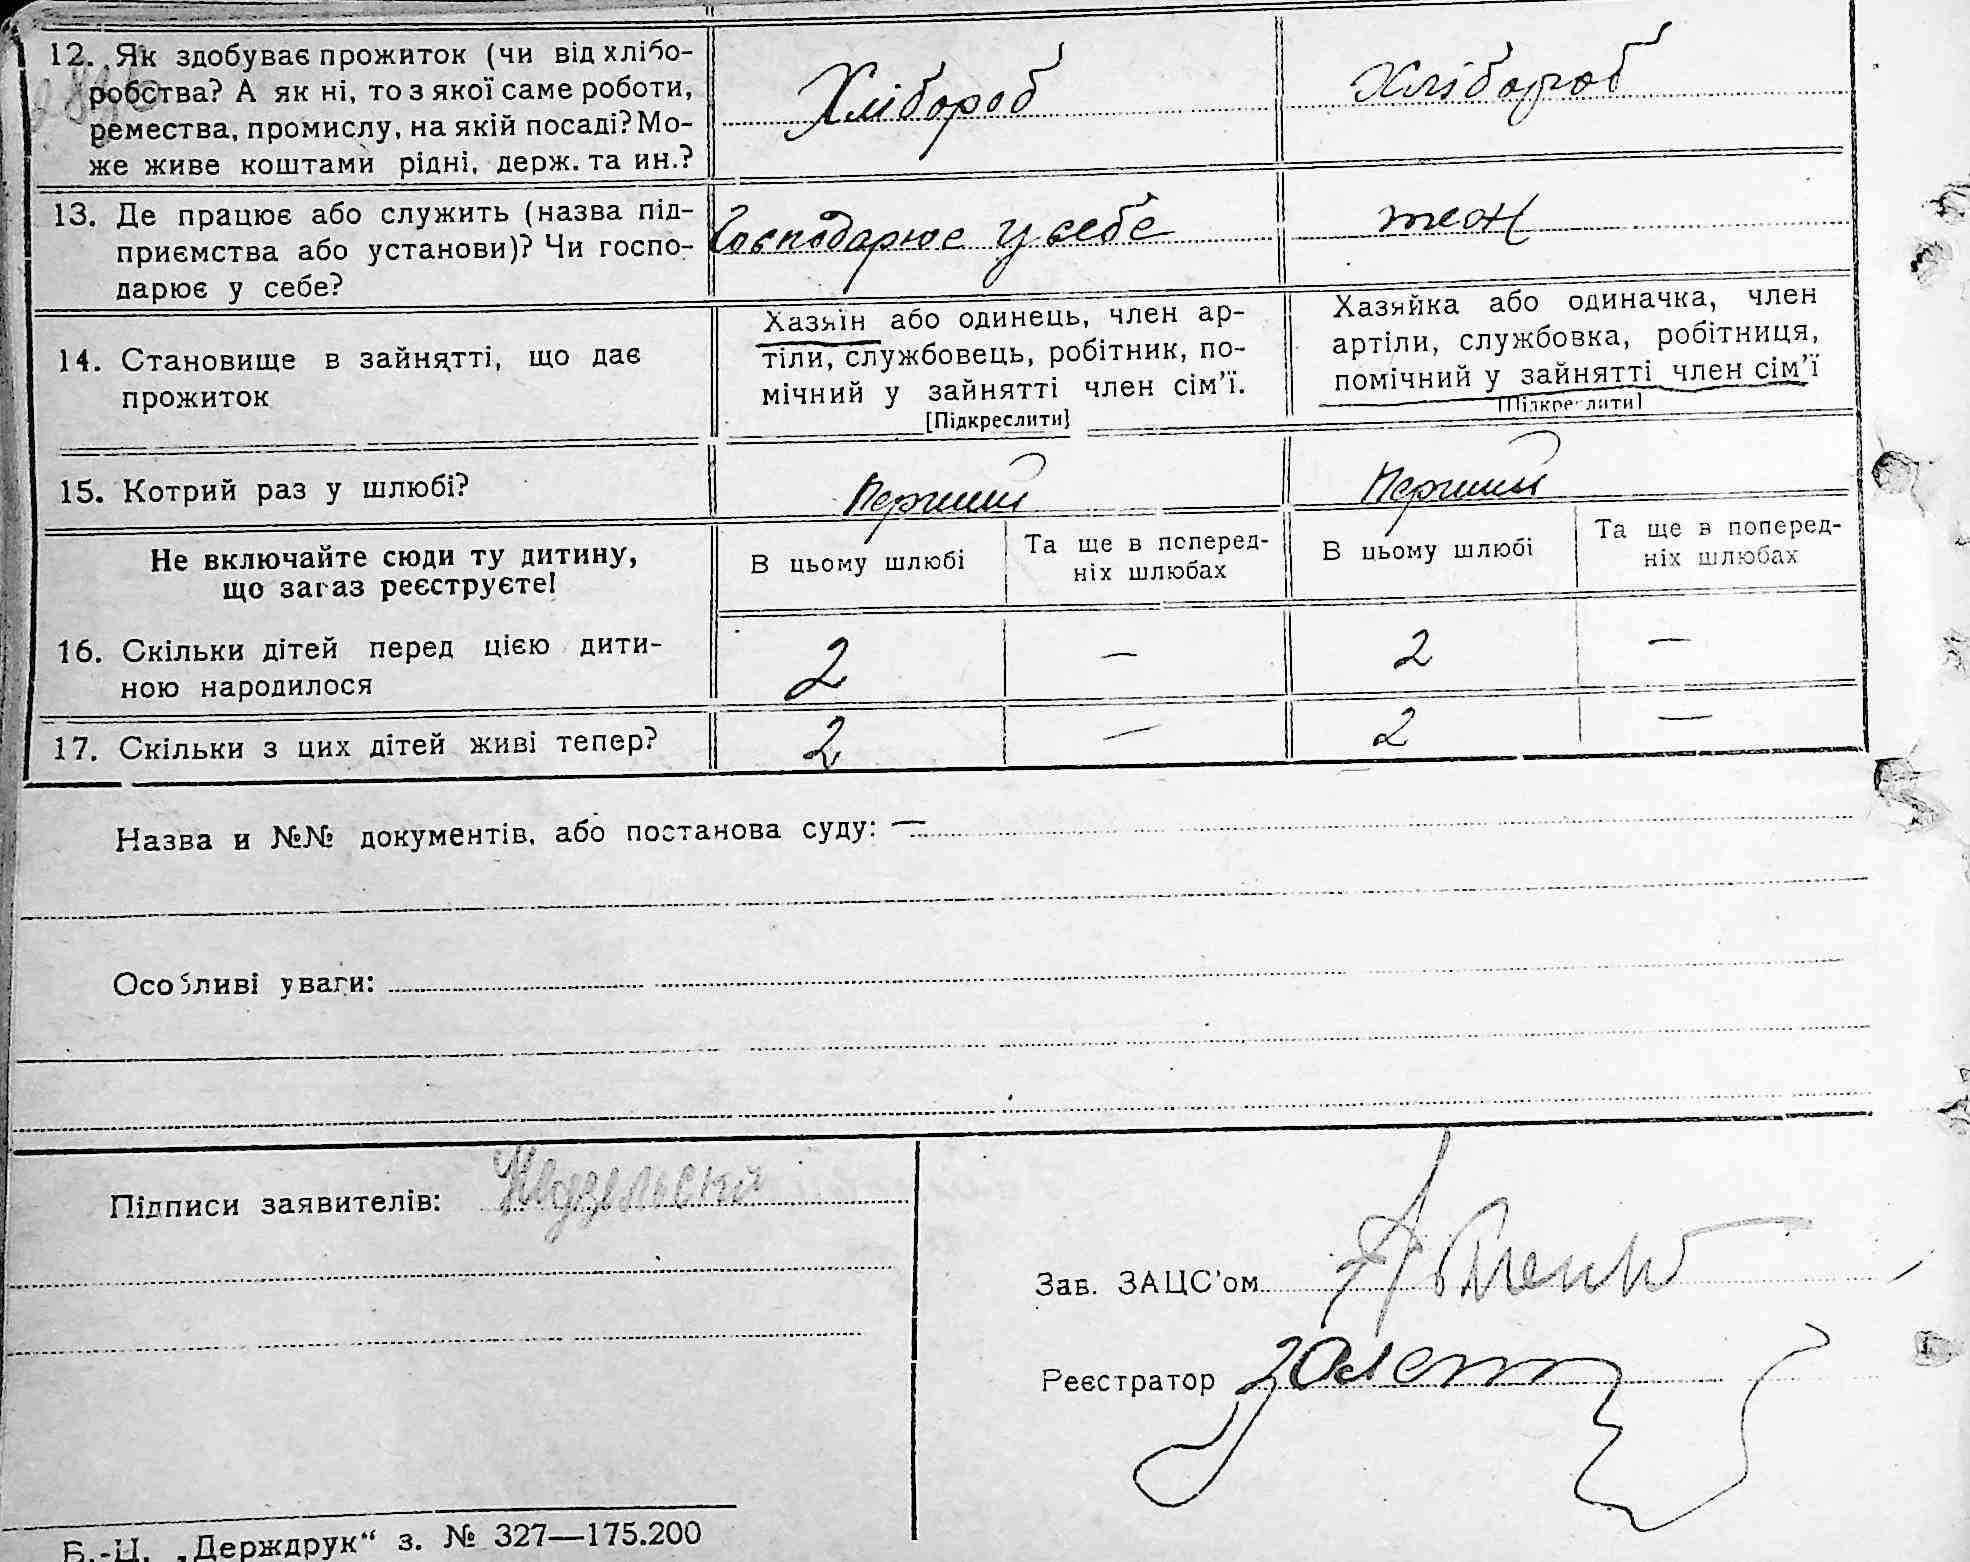 12. Як здобуває прожиток (чи від хлібо-
робства? А як ні, то з якої саме роботи,
ремества, промислу, на якій посаді? Мо-
же живе коштами рідні, держ. та ин.?
Хлібороб
Хлібороб
13. Де працює або служить (назва під-
приємства або установи)? Чи госпо-
дарює у себе?
Господарює у себе
теж
14. Становище в зайнятті, що дає
прожиток
Хазяїн або одинець, член ар-
тіли, службовець, робітник, по-
мічний у зайнятті член сім'ї.
[Підкреслити]
Хазяйка або одиначка, член
артіли, службовка, робітниця,
помічний у зайнятті член сім'ї
[Підкреслити]
15. Котрий раз у шлюбі?
Перший
Перший
Не включайте сюди ту дитину,
що зараз реєструєте!
В цьому шлюбі
Та ще в поперед-
ніх шлюбах
В цьому шлюбі
Та ще в поперед-
ніх шлюбах
16. Скільки дітей перед цією дити-
ною народилося
2
—
2
—
17. Скільки з цих дітей живі тепер?
2
—
2
—
Назва и №№ документів, або постанова суду: —
Особливі уваги:
Підписи заявителів:
Зав. ЗАЦС'ом
Реєстратор
Б.-Ц. „Держдрук“ з. № 327—175.200